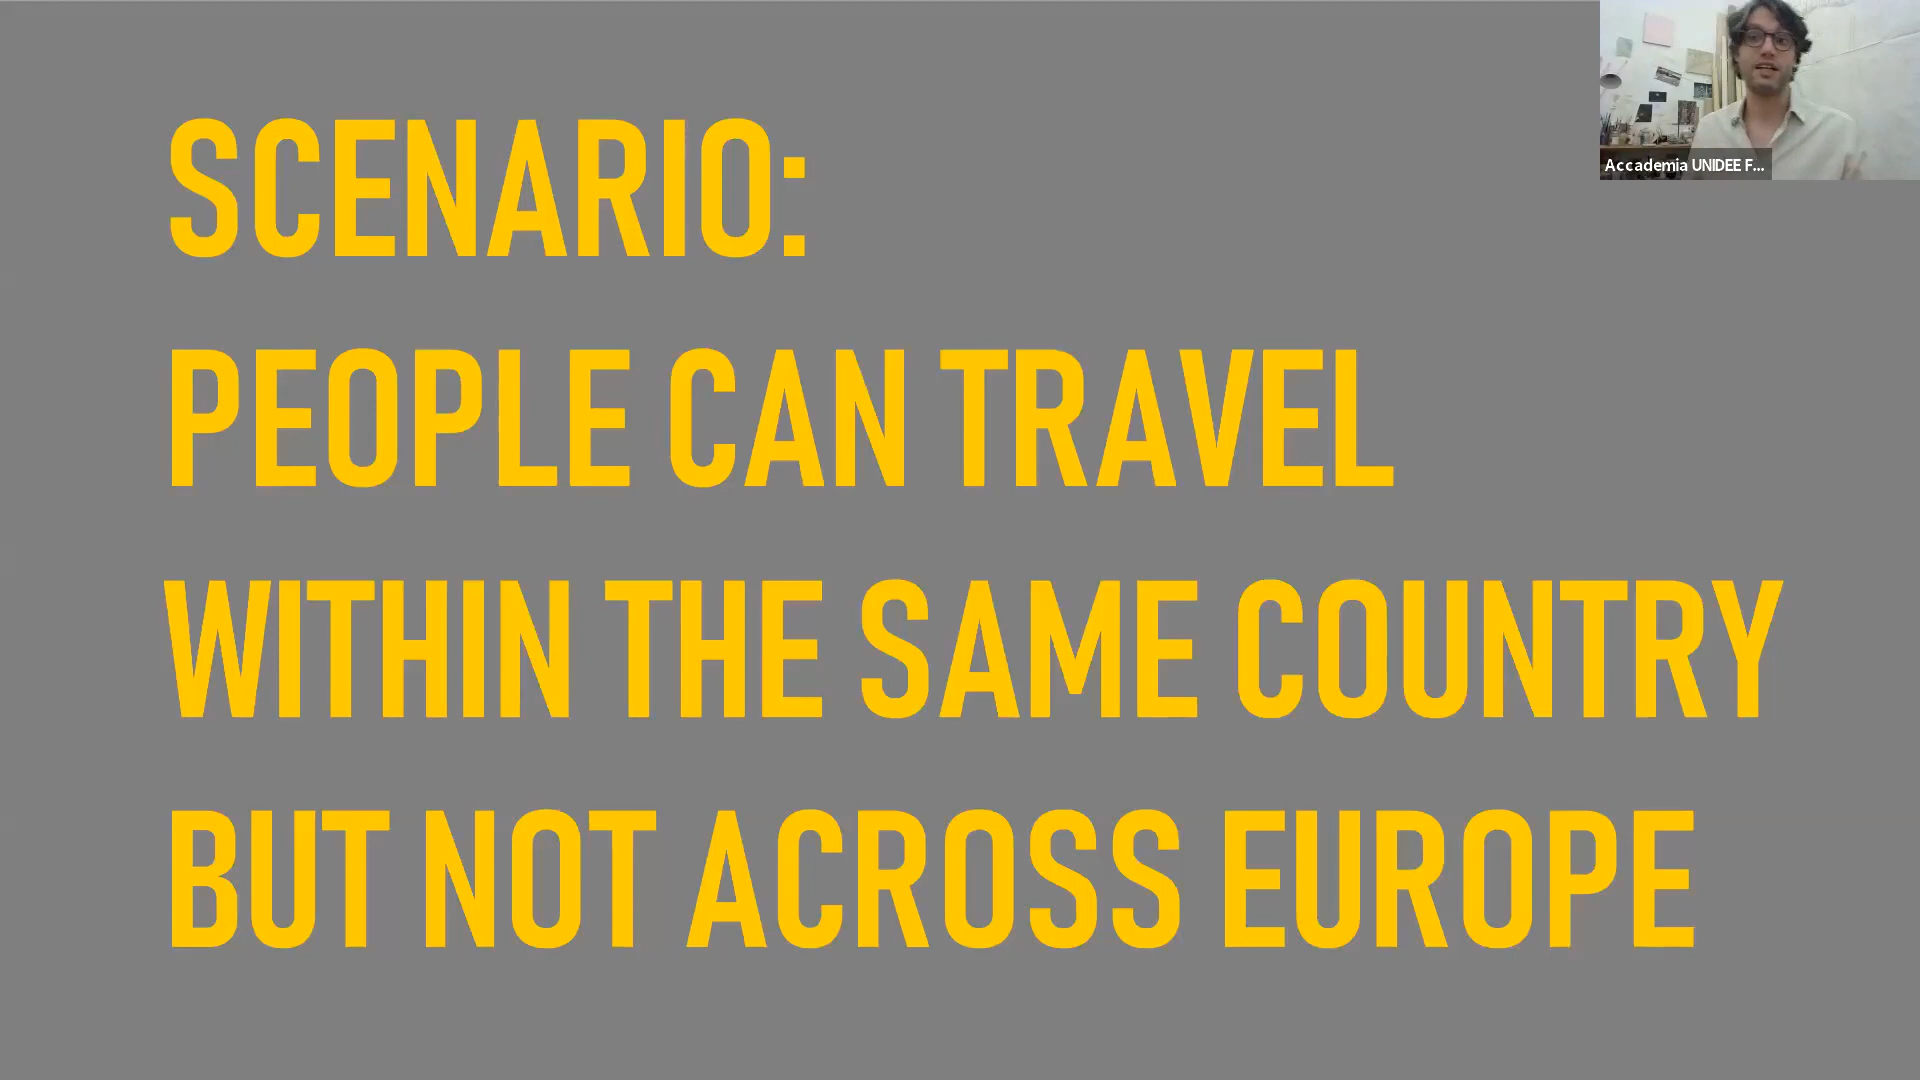 SCENARIO:
PEOPLE CAN TRAVEL
WITHIN THE SAME COUNTRY
BUT NOT ACROSS EUROPE
Accademia UNIDEE F...